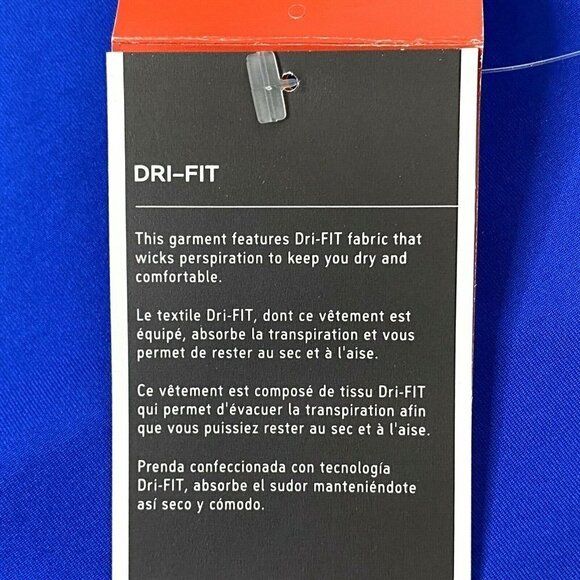 DRI–FIT
This garment features Dri-FIT fabric that
wicks perspiration to keep you dry and
comfortable.
Le textile Dri-FIT, dont ce vêtement est
équipé, absorbe la transpiration et vous
permet de rester au sec et à l'aise.
Ce vêtement est composé de tissu Dri-FIT
qui permet d'évacuer la transpiration afin
que vous puissiez rester au sec et à l'aise.
Prenda confeccionada con tecnología
Dri-FIT, absorbe el sudor manteniéndote
así seco y cómodo.